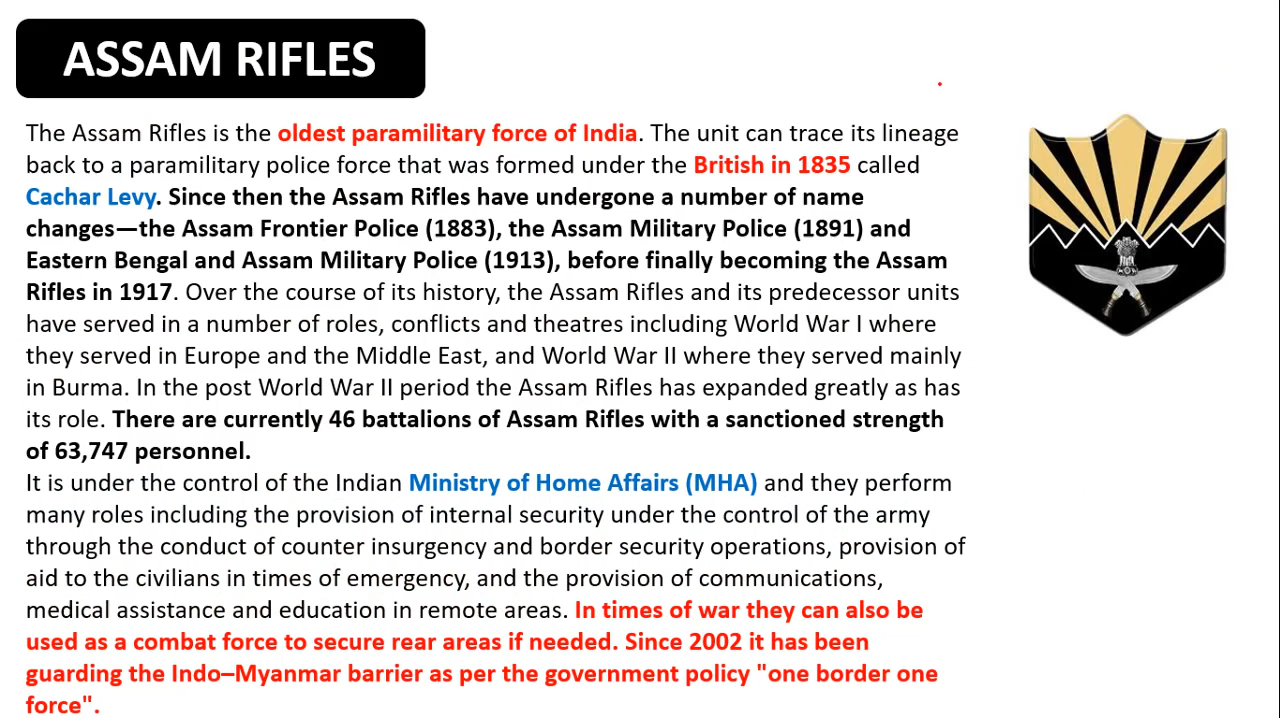 ASSAM RIFLES
The Assam Rifles is the oldest paramilitary force of India. The unit can trace its lineage
back to a paramilitary police force that was formed under the British in 1835 called
Cachar Levy. Since then the Assam Rifles have undergone a number of name
changes—the Assam Frontier Police (1883), the Assam Military Police (1891) and
Eastern Bengal and Assam Military Police (1913), before finally becoming the Assam
Rifles in 1917. Over the course of its history, the Assam Rifles and its predecessor units
have served in a number of roles, conflicts and theatres including World War I where
they served in Europe and the Middle East, and World War II where they served mainly
in Burma. In the post World War II period the Assam Rifles has expanded greatly as has
its role. There are currently 46 battalions of Assam Rifles with a sanctioned strength
of 63,747 personnel.
It is under the control of the Indian Ministry of Home Affairs (MHA) and they perform
many roles including the provision of internal security under the control of the army
through the conduct of counter insurgency and border security operations, provision of
aid to the civilians in times of emergency, and the provision of communications,
medical assistance and education in remote areas. In times of war they can also be
used as a combat force to secure rear areas if needed. Since 2002 it has been
guarding the Indo–Myanmar barrier as per the government policy "one border one
force".